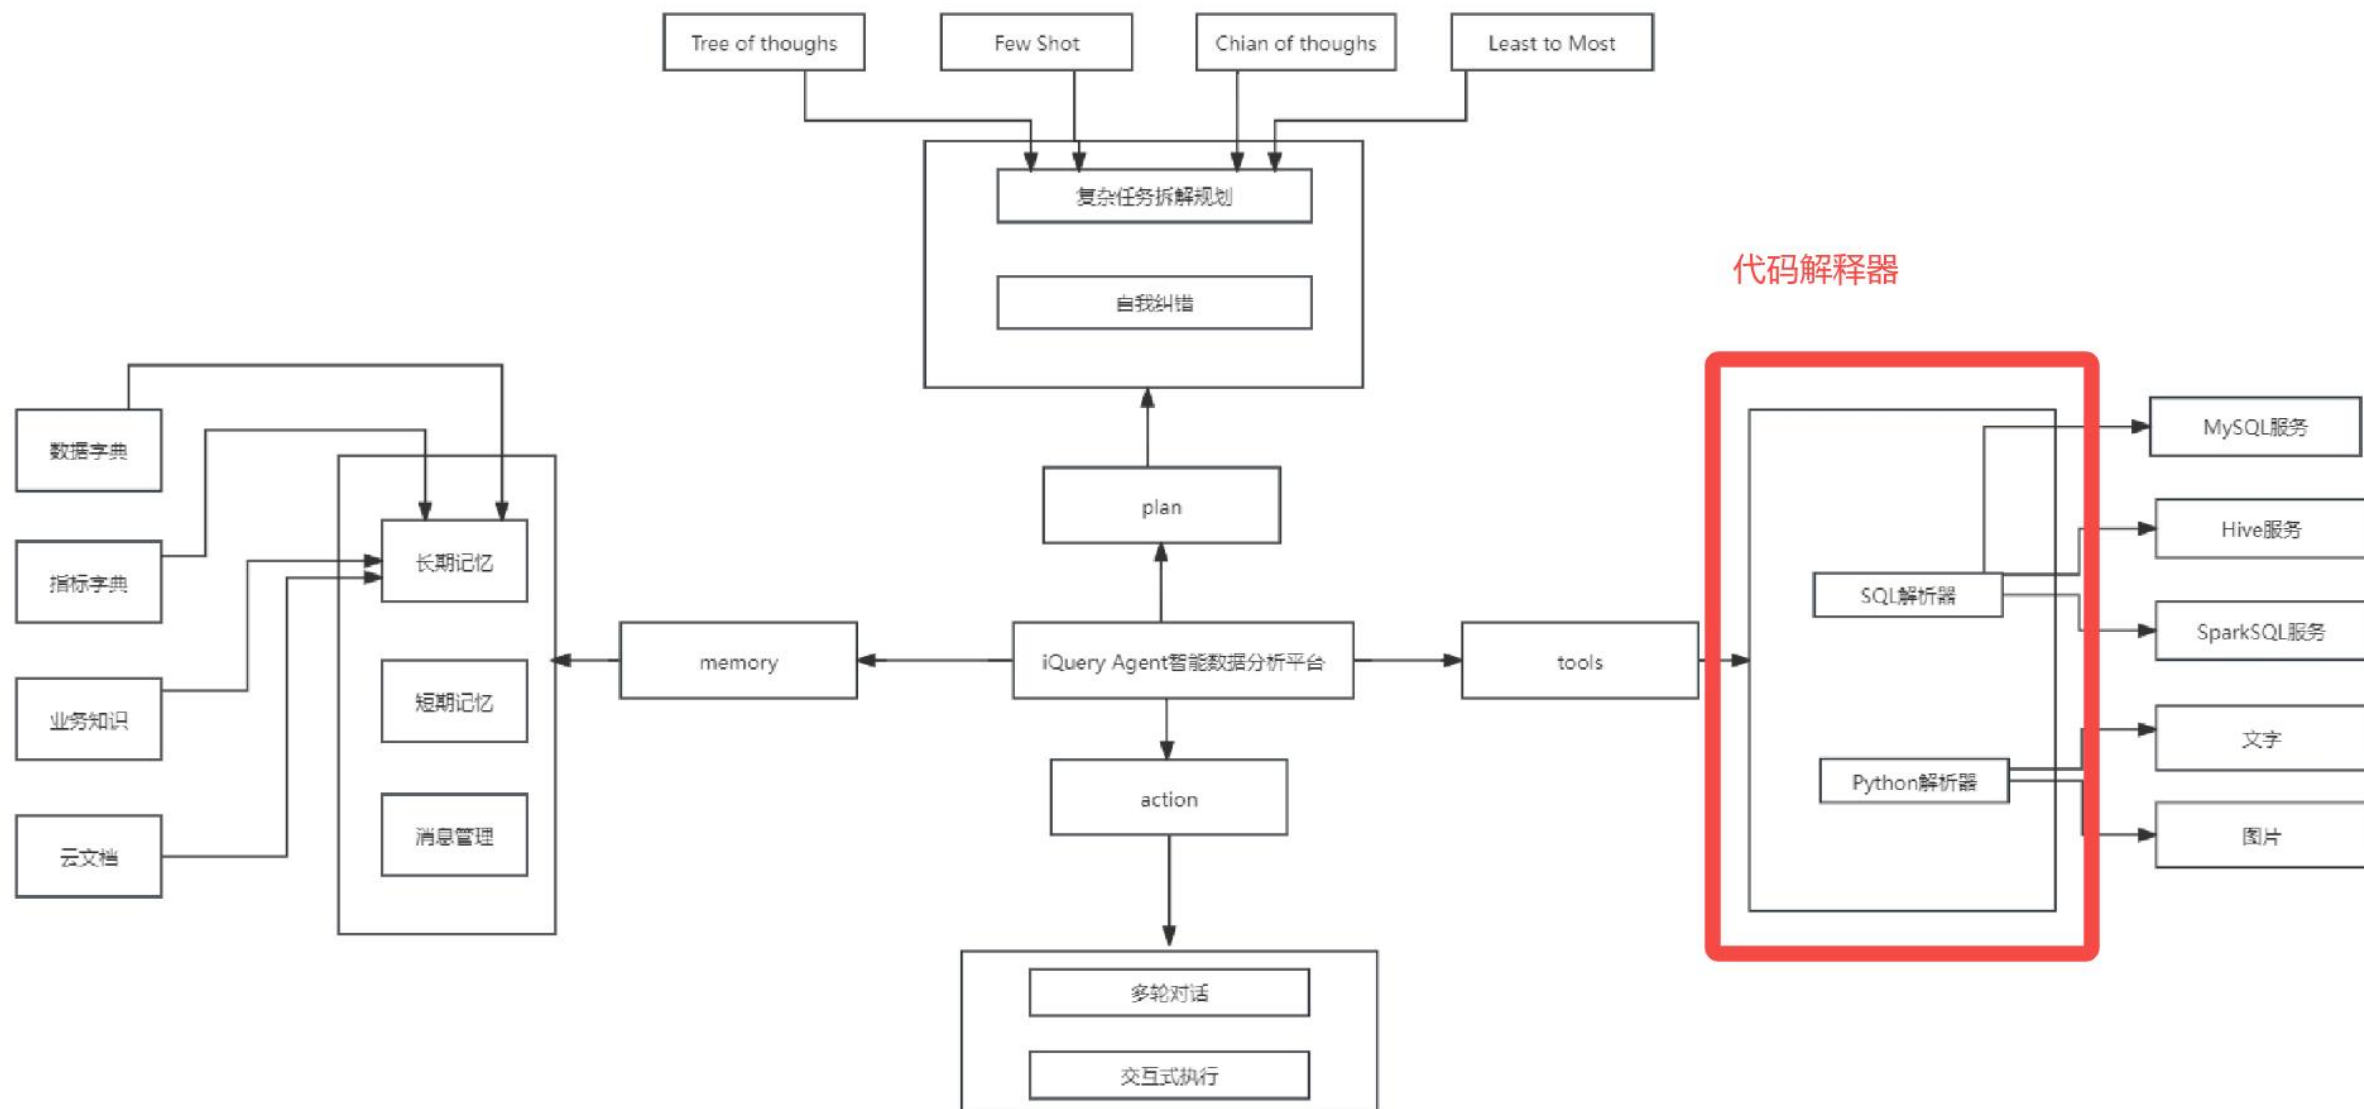 Tree of thoughs
Few Shot
Chian of thoughs
Least to Most
复杂任务拆解规划
自我纠错
代码解释器
数据字典
指标字典
业务知识
云文档
长期记忆
短期记忆
消息管理
memory
plan
iQuery Agent智能数据分析平台
action
多轮对话
交互式执行
tools
SQL解析器
Python解析器
MySQL服务
Hive服务
SparkSQL服务
文字
图片